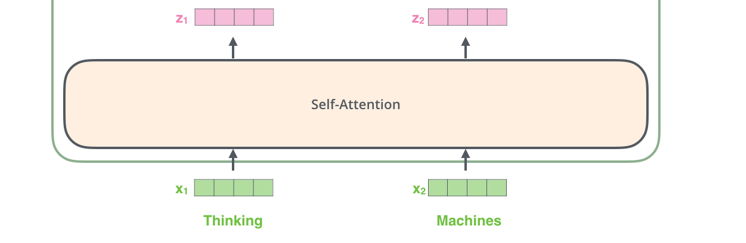 z₁ z₂
Self-Attention
x₁ x₂
Thinking Machines